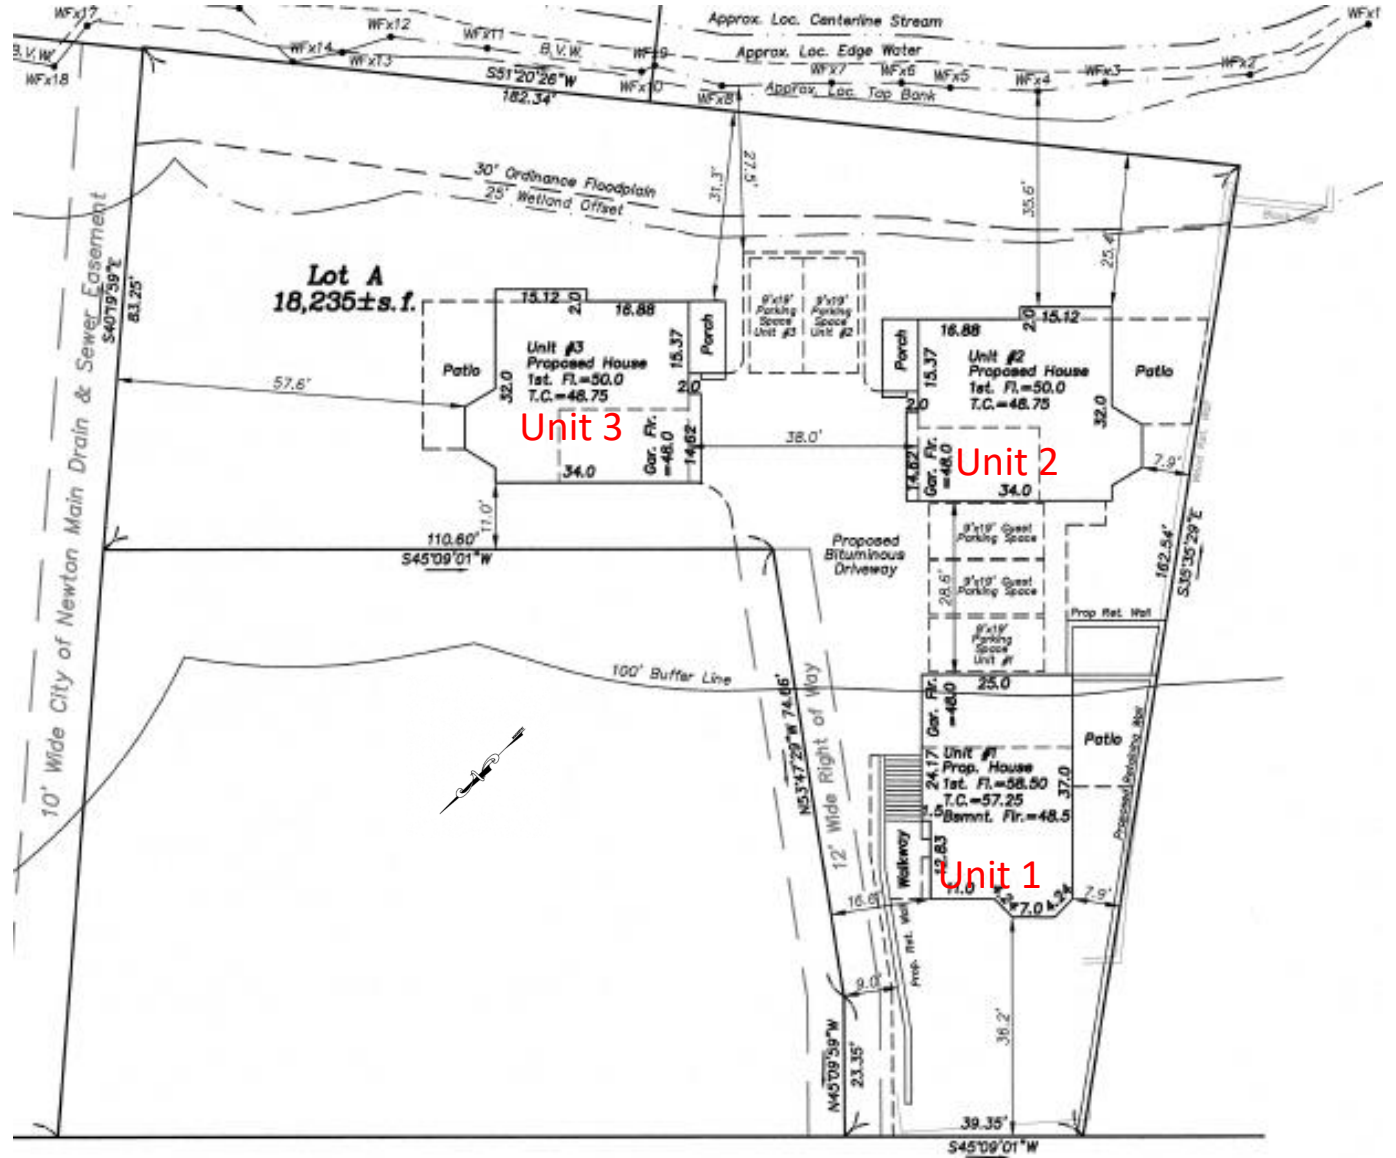 WFx17
WFx12
WFx11
B.V.W.
WFx18
WFx14
WFx13
B.V.W.
WFx9
WFx10
WFx8
Approx. Loc. Centerline Stream
Approx. Loc. Edge Water
WFx7
WFx6
WFx5
WFx4
WFx3
WFx2
WFx1
Approx. Loc. Top Bank
S51°20'26"W
182.34'
30' Ordinance Floodplain
25' Wetland Offset
31.3'
27.5'
35.6'
25.4'
Lot A
18,235±s.f.
S40°19'59"E
83.25'
10' Wide City of Newton Main Drain & Sewer Easement
57.6'
Patio
15.12
2.0
16.88
15.37
Porch
Unit #3
Proposed House
1st. Fl.=50.0
T.C.=48.75
32.0
2.0
Unit 3
Gar. Flr.
=48.0
14.62
34.0
11.0'
9'x19'
Parking
Space
Unit #3
9'x19'
Parking
Space
Unit #2
38.0'
Porch
16.88
2.0
15.12
15.37
Unit #2
Proposed House
1st. Fl.=50.0
T.C.=48.75
Patio
32.0
2.0
Unit 2
Gar. Flr.
=48.0
14.62
34.0
7.9'
Wood Ret. Wall
110.60'
S45°09'01"W
Proposed
Bituminous
Driveway
9'x19' Guest
Parking Space
9'x19' Guest
Parking Space
28.6'
9'x19'
Parking
Space
Unit #1
162.54'
S35°35'29"E
Prop Ret. Wall
100' Buffer Line
N53°47'29"W 74.66'
12' Wide Right of Way
25.0
Gar. Flr.
=48.0
Patio
Proposed Retaining Wall
Unit #1
Prop. House
1st. Fl.=58.50
T.C.=57.25
Bsmnt. Flr.=48.5
24.17
37.0
12.83
Walkway
Unit 1
11.0
7.0
4.24
7.9'
16.6'
Prop. Ret. Wall
9.0'
36.2'
N45°09'59"W
23.35'
39.35'
S45°09'01"W